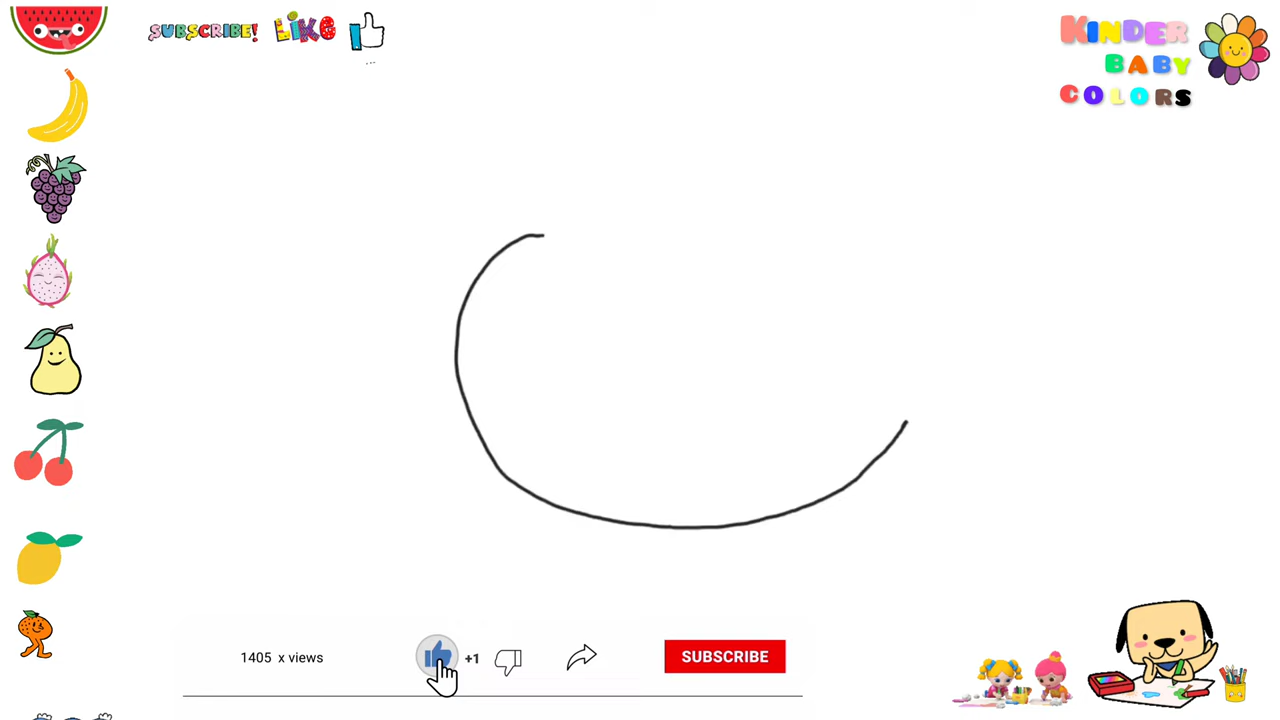 SUBSCRIBE! LIKE
...
KINDER
BABY
COLORS
1405 x views
+1
SUBSCRIBE